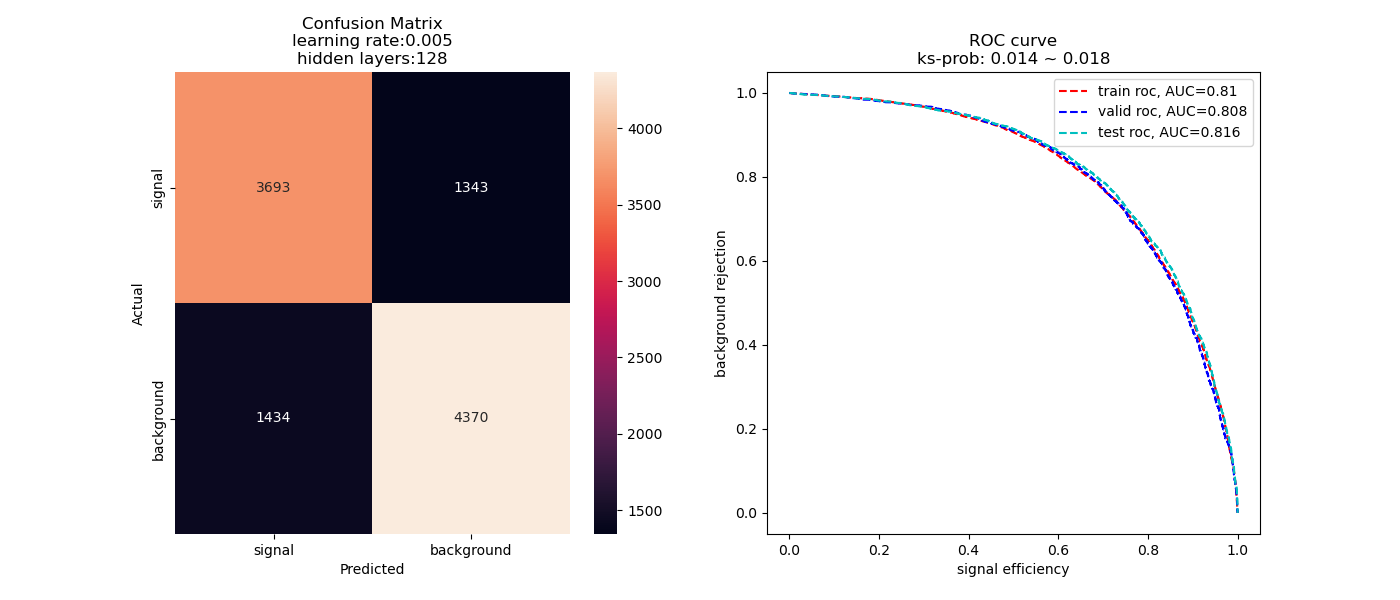 Confusion Matrix
learning rate:0.005
hidden layers:128
signal
background
Actual
3693
1343
1434
4370
signal
background
Predicted
4000
3500
3000
2500
2000
1500
ROC curve
ks-prob: 0.014 ~ 0.018
train roc, AUC=0.81
valid roc, AUC=0.808
test roc, AUC=0.816
background rejection
1.0
0.8
0.6
0.4
0.2
0.0
0.0
0.2
0.4
0.6
0.8
1.0
signal efficiency